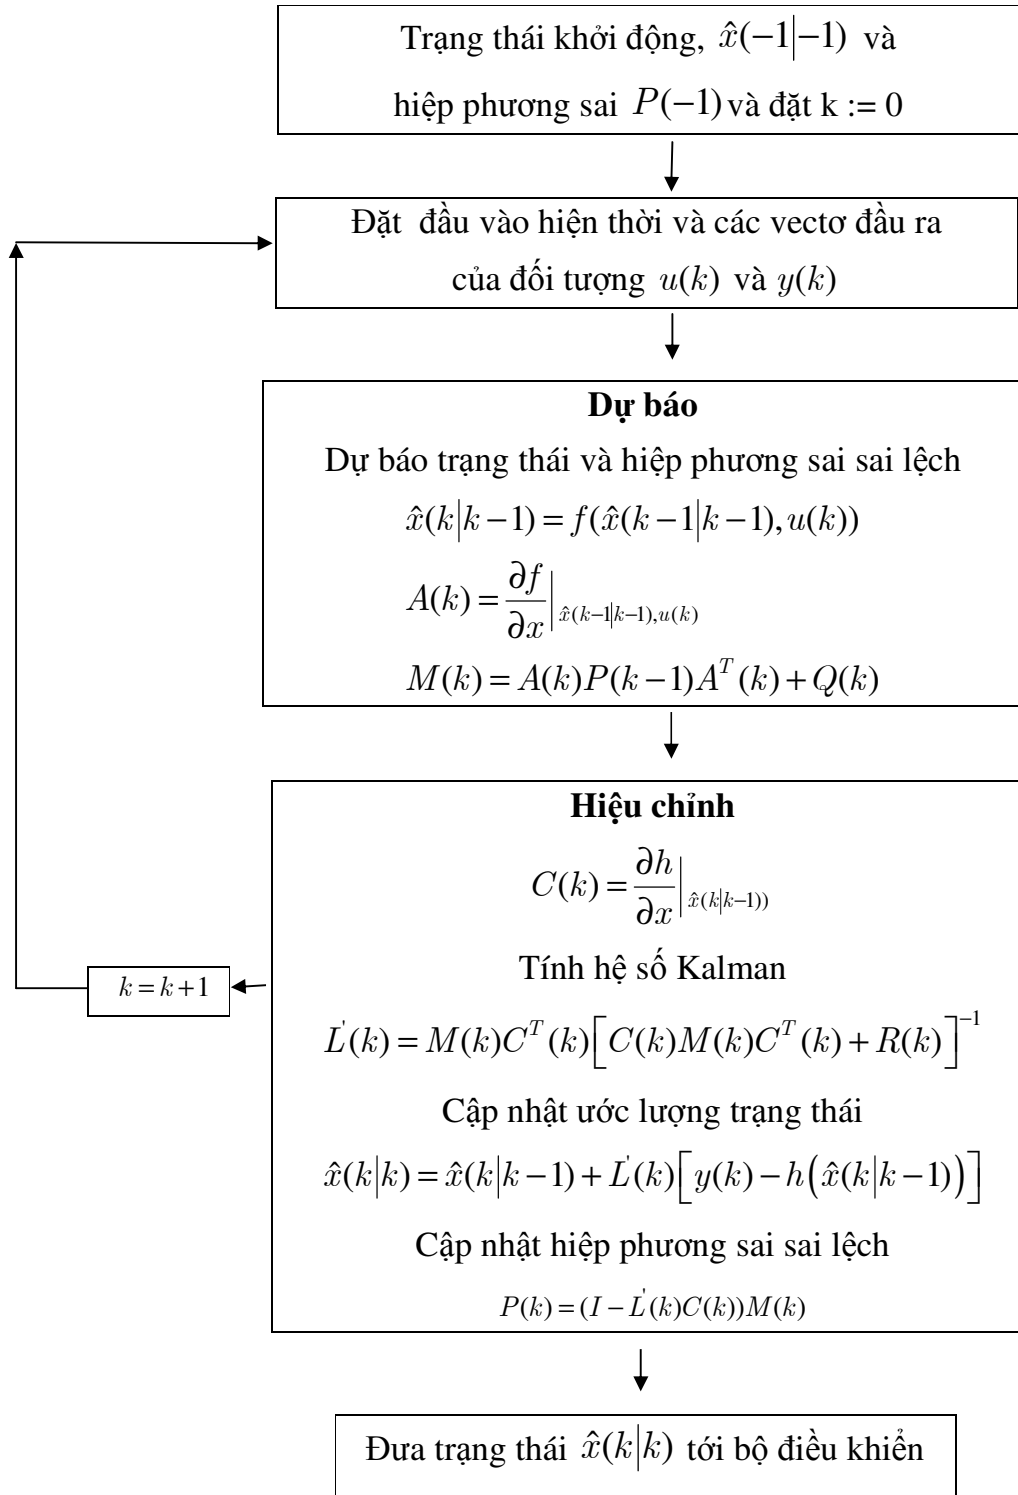 Trạng thái khởi động, x̂(−1|−1) và
hiệp phương sai P(−1) và đặt k := 0
Đặt đầu vào hiện thời và các vectơ đầu ra
của đối tượng u(k) và y(k)
Dự báo
Dự báo trạng thái và hiệp phương sai sai lệch
x̂(k|k−1) = f(x̂(k−1|k−1),u(k))
A(k) = ∂f/∂x |x̂(k−1|k−1),u(k)
M(k) = A(k)P(k−1)A^T(k)+Q(k)
Hiệu chỉnh
C(k) = ∂h/∂x |x̂(k|k−1))
Tính hệ số Kalman
k = k+1
L'(k) = M(k)C^T(k)[C(k)M(k)C^T(k)+R(k)]^−1
Cập nhật ước lượng trạng thái
x̂(k|k) = x̂(k|k−1)+L'(k)[y(k)−h(x̂(k|k−1))]
Cập nhật hiệp phương sai sai lệch
P(k) = (I−L'(k)C(k))M(k)
Đưa trạng thái x̂(k|k) tới bộ điều khiển